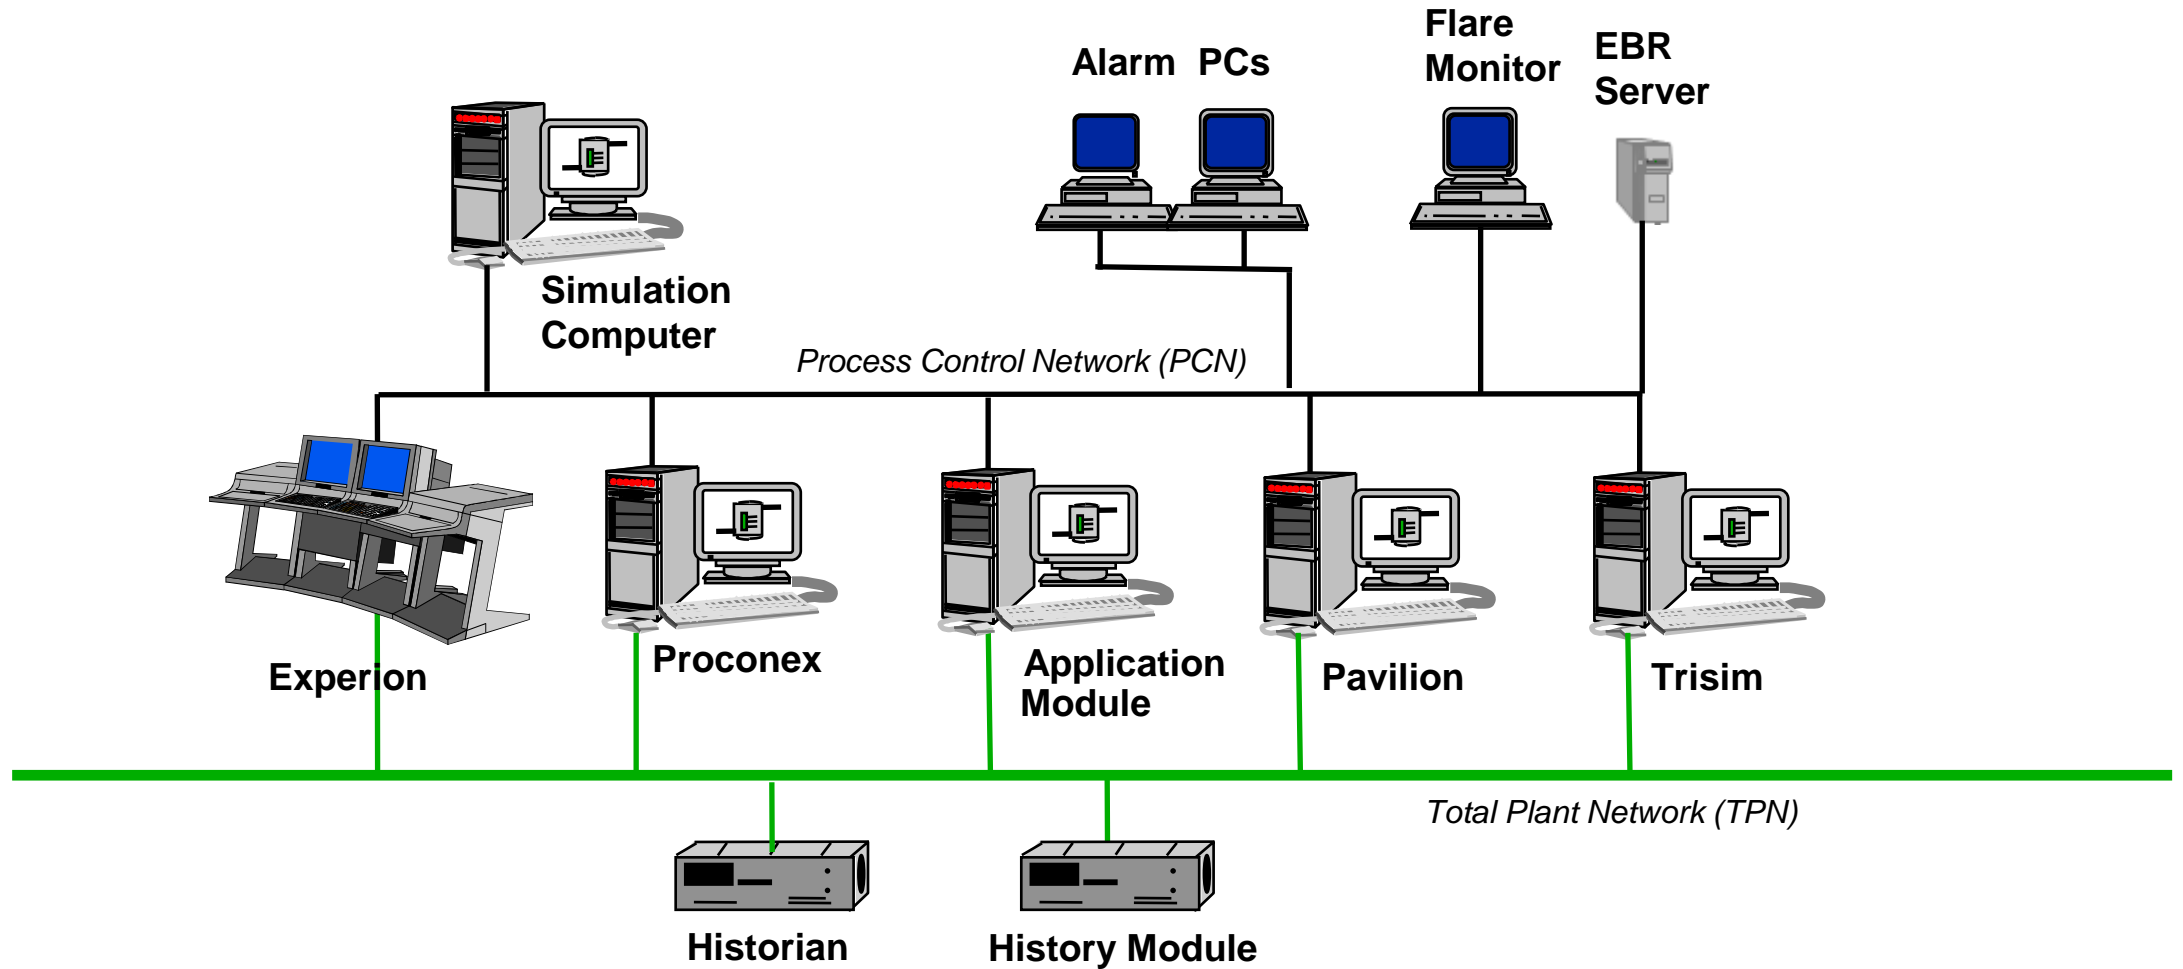 Flare
Monitor
EBR
Server
Alarm PCs
Simulation
Computer
Process Control Network (PCN)
Experion
Proconex
Application
Module
Pavilion
Trisim
Total Plant Network (TPN)
Historian
History Module